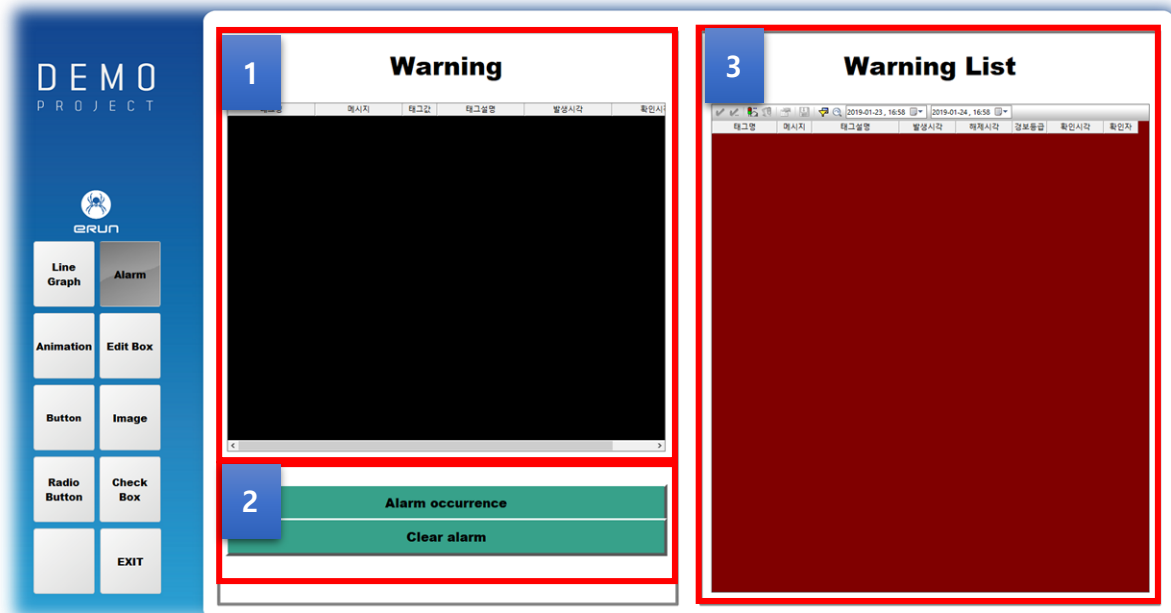 DEMO
PROJECT
eRUN
Line
Graph
Alarm
Animation
Edit Box
Button
Image
Radio
Button
Check
Box
EXIT
1
Warning
메시지 태그값 태그설명 발생시각 확인시
2
Alarm occurrence
Clear alarm
3
Warning List
2019-01-23 , 16:58 2019-01-24 , 16:58
태그명 메시지 태그설명 발생시각 해제시각 경보등급 확인시각 확인자